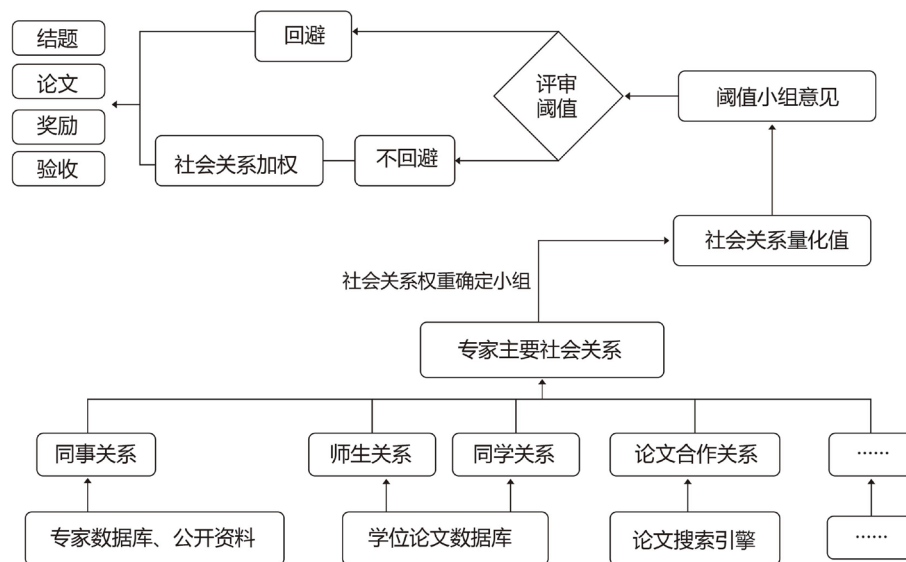 结题
论文
奖励
验收
回避
社会关系加权
不回避
评审
阈值
阈值小组意见
社会关系量化值
社会关系权重确定小组
专家主要社会关系
同事关系
师生关系
同学关系
论文合作关系
……
专家数据库、公开资料
学位论文数据库
论文搜索引擎
……